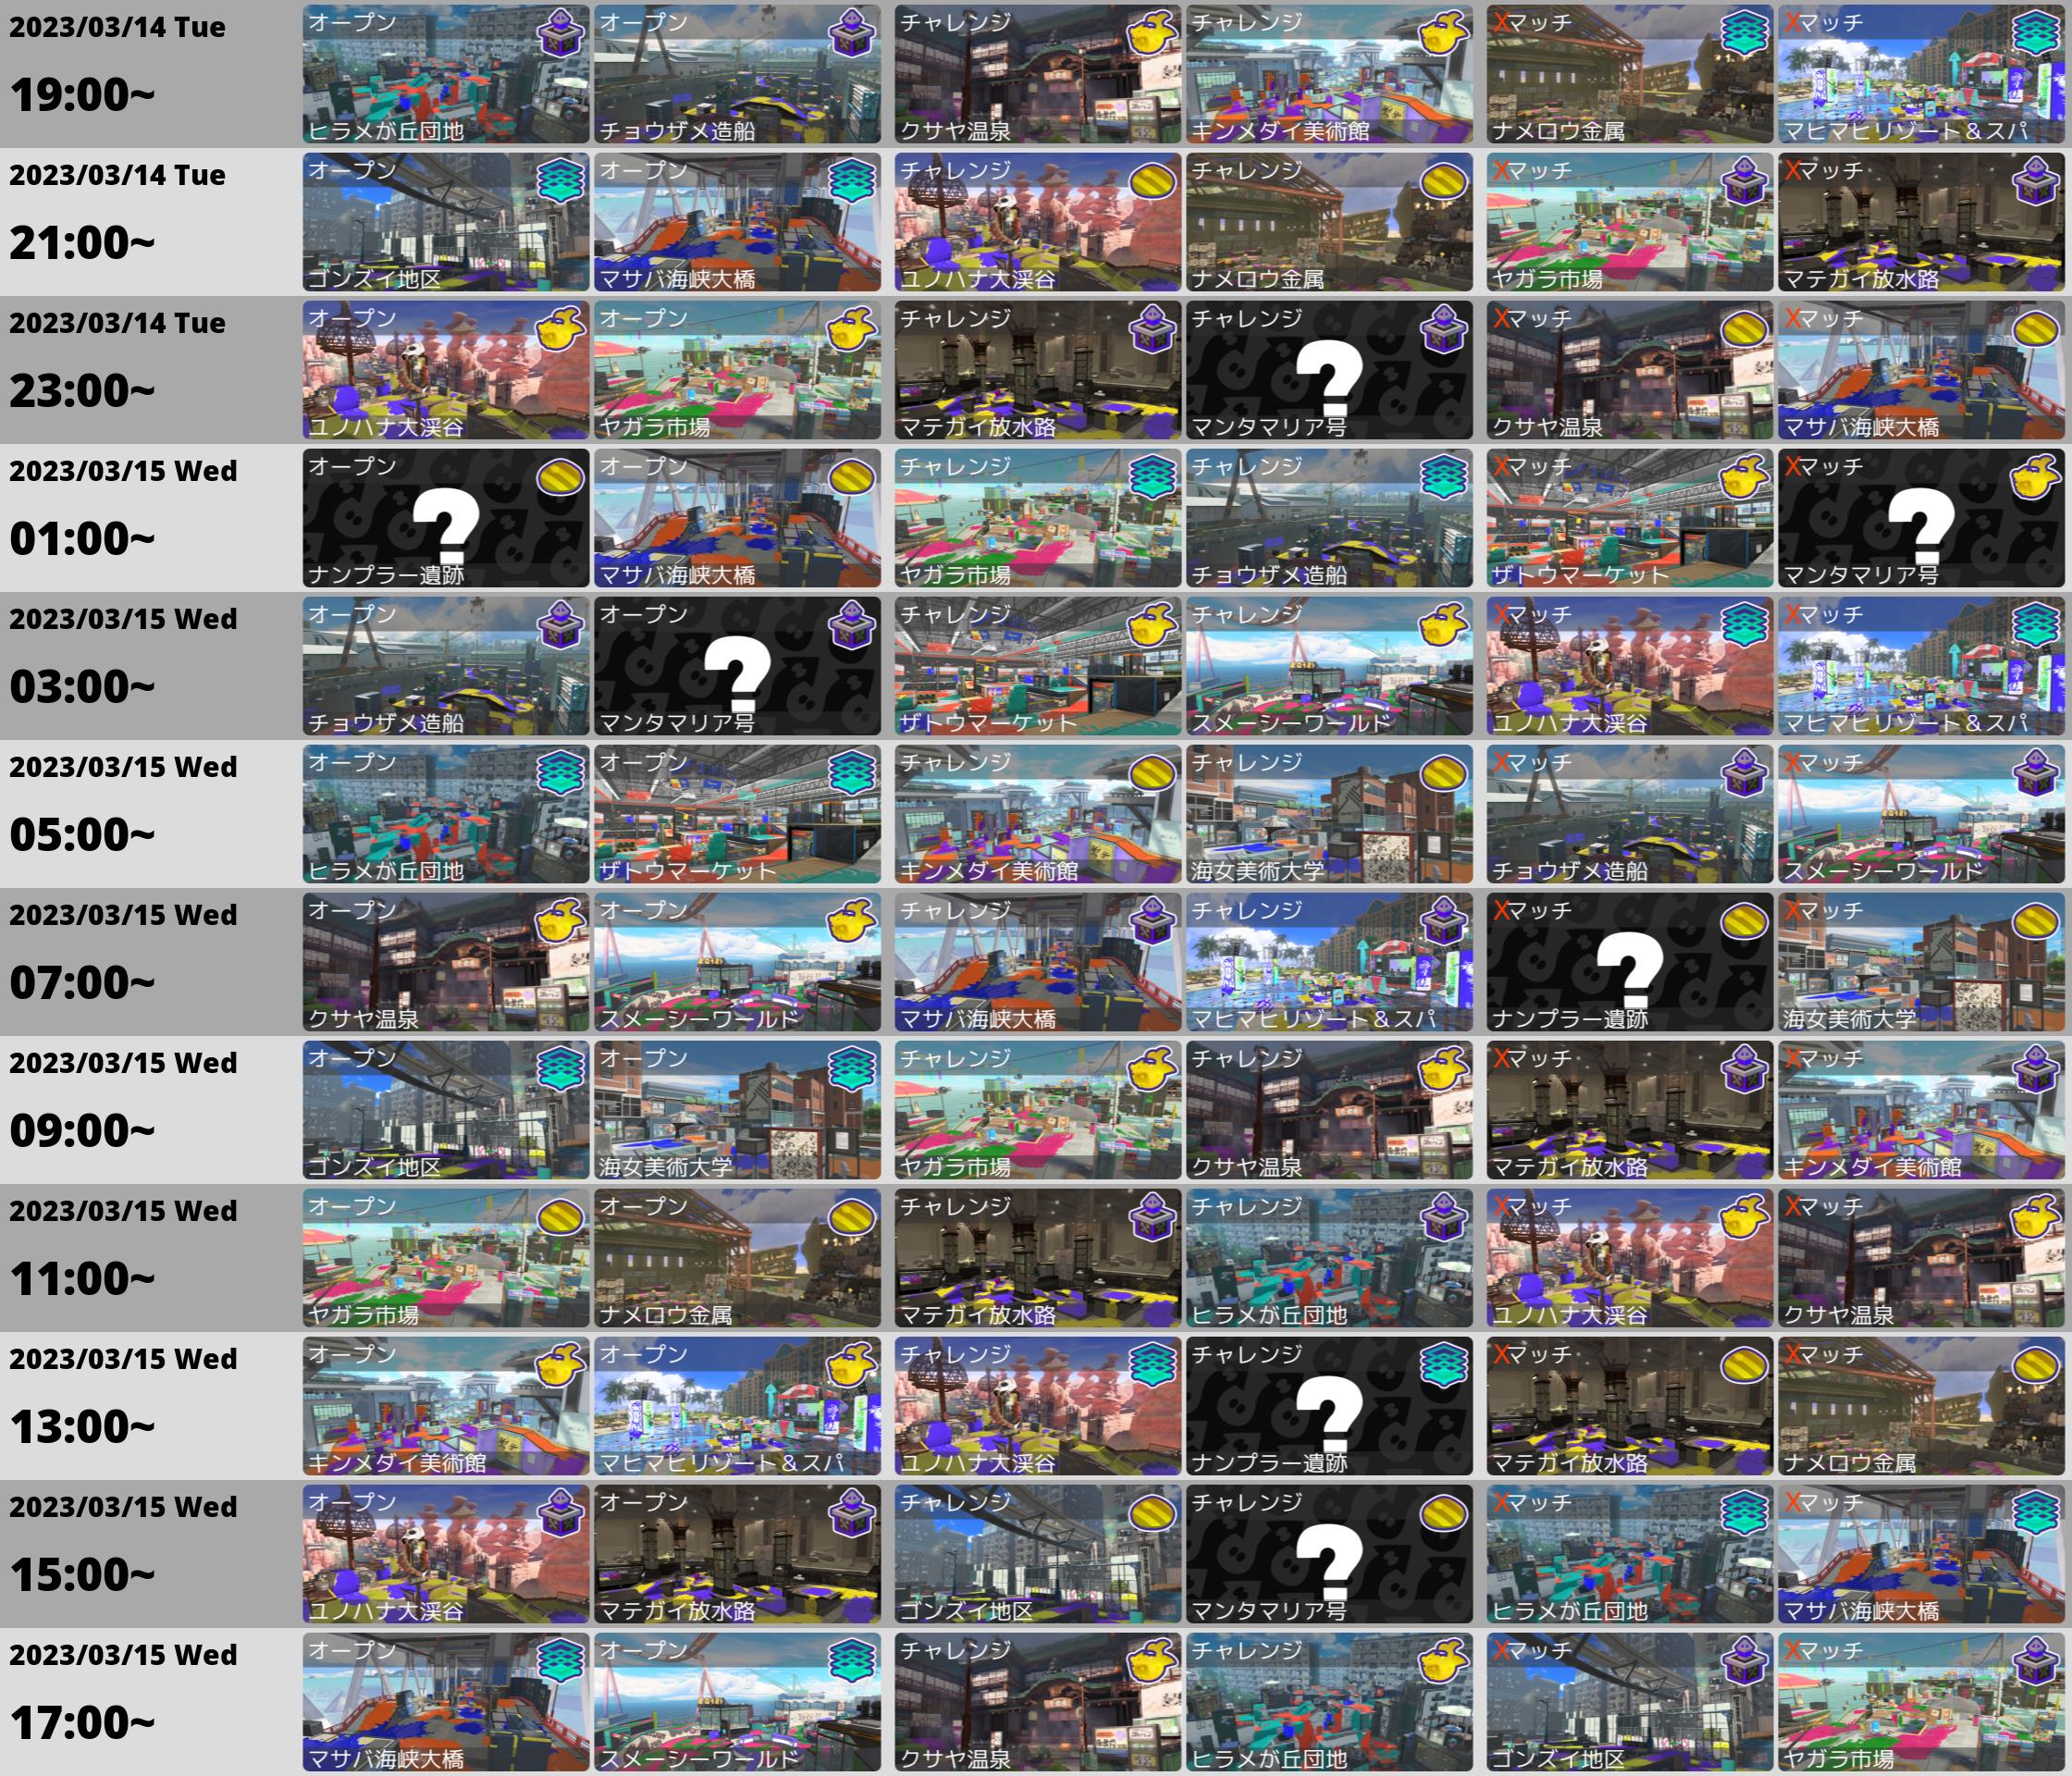 2023/03/14 Tue
19:00~
オープン オープン チャレンジ チャレンジ Xマッチ Xマッチ
ヒラメが丘団地 チョウザメ造船 クサヤ温泉 キンメダイ美術館 ナメロウ金属 マヒマヒリゾート&スパ
2023/03/14 Tue
21:00~
オープン オープン チャレンジ チャレンジ Xマッチ Xマッチ
ゴンズイ地区 マサバ海峡大橋 ユノハナ大渓谷 ナメロウ金属 ヤガラ市場 マテガイ放水路
2023/03/14 Tue
23:00~
オープン オープン チャレンジ チャレンジ Xマッチ Xマッチ
?
ユノハナ大渓谷 ヤガラ市場 マテガイ放水路 マンタマリア号 クサヤ温泉 マサバ海峡大橋
2023/03/15 Wed
01:00~
オープン オープン チャレンジ チャレンジ Xマッチ Xマッチ
? ?
ナンプラー遺跡 マサバ海峡大橋 ヤガラ市場 チョウザメ造船 ザトウマーケット マンタマリア号
2023/03/15 Wed
03:00~
オープン オープン チャレンジ チャレンジ Xマッチ Xマッチ
?
チョウザメ造船 マンタマリア号 ザトウマーケット スメーシーワールド ユノハナ大渓谷 マヒマヒリゾート&スパ
2023/03/15 Wed
05:00~
オープン オープン チャレンジ チャレンジ Xマッチ Xマッチ
ヒラメが丘団地 ザトウマーケット キンメダイ美術館 海女美術大学 チョウザメ造船 スメーシーワールド
2023/03/15 Wed
07:00~
オープン オープン チャレンジ チャレンジ Xマッチ Xマッチ
?
クサヤ温泉 スメーシーワールド マサバ海峡大橋 マヒマヒリゾート&スパ ナンプラー遺跡 海女美術大学
2023/03/15 Wed
09:00~
オープン オープン チャレンジ チャレンジ Xマッチ Xマッチ
ゴンズイ地区 海女美術大学 ヤガラ市場 クサヤ温泉 マテガイ放水路 キンメダイ美術館
2023/03/15 Wed
11:00~
オープン オープン チャレンジ チャレンジ Xマッチ Xマッチ
ヤガラ市場 ナメロウ金属 マテガイ放水路 ヒラメが丘団地 ユノハナ大渓谷 クサヤ温泉
2023/03/15 Wed
13:00~
オープン オープン チャレンジ チャレンジ Xマッチ Xマッチ
?
キンメダイ美術館 マヒマヒリゾート&スパ ユノハナ大渓谷 ナンプラー遺跡 マテガイ放水路 ナメロウ金属
2023/03/15 Wed
15:00~
オープン オープン チャレンジ チャレンジ Xマッチ Xマッチ
?
ユノハナ大渓谷 マテガイ放水路 ゴンズイ地区 マンタマリア号 ヒラメが丘団地 マサバ海峡大橋
2023/03/15 Wed
17:00~
オープン オープン チャレンジ チャレンジ Xマッチ Xマッチ
マサバ海峡大橋 スメーシーワールド クサヤ温泉 ヒラメが丘団地 ゴンズイ地区 ヤガラ市場